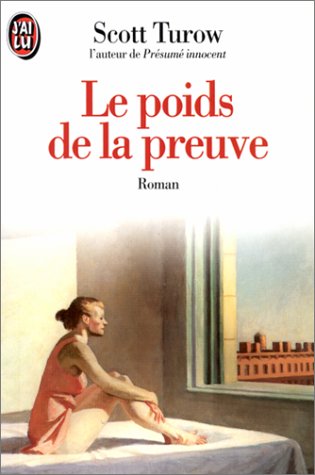 J'AI
LU
Scott Turow
l'auteur de Présumé innocent
Le poids
de la preuve
Roman